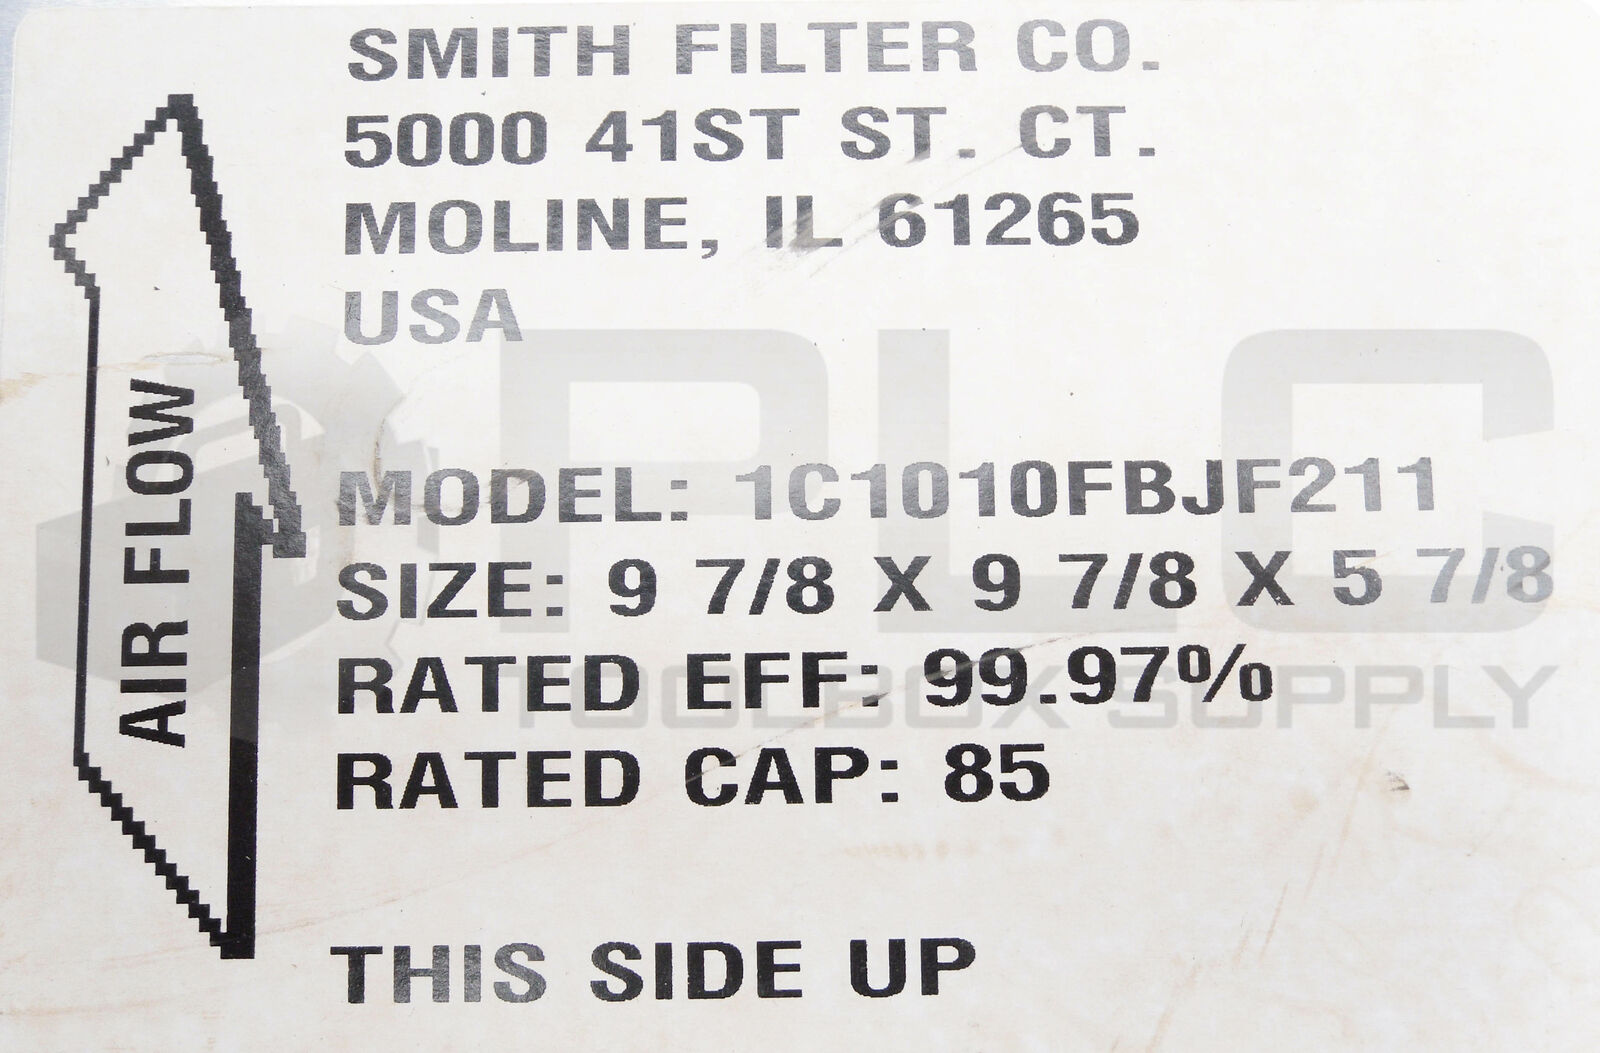 SMITH FILTER CO.
5000 41ST ST. CT.
MOLINE, IL 61265
USA
AIR FLOW
MODEL: 1C1010FBJF211
SIZE: 9 7/8 X 9 7/8 X 5 7/8
RATED EFF: 99.97%
RATED CAP: 85
THIS SIDE UP
PLC
TOOLBOX SUPPLY